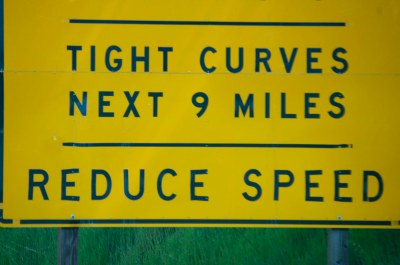 TIGHT CURVES
NEXT 9 MILES
REDUCE SPEED